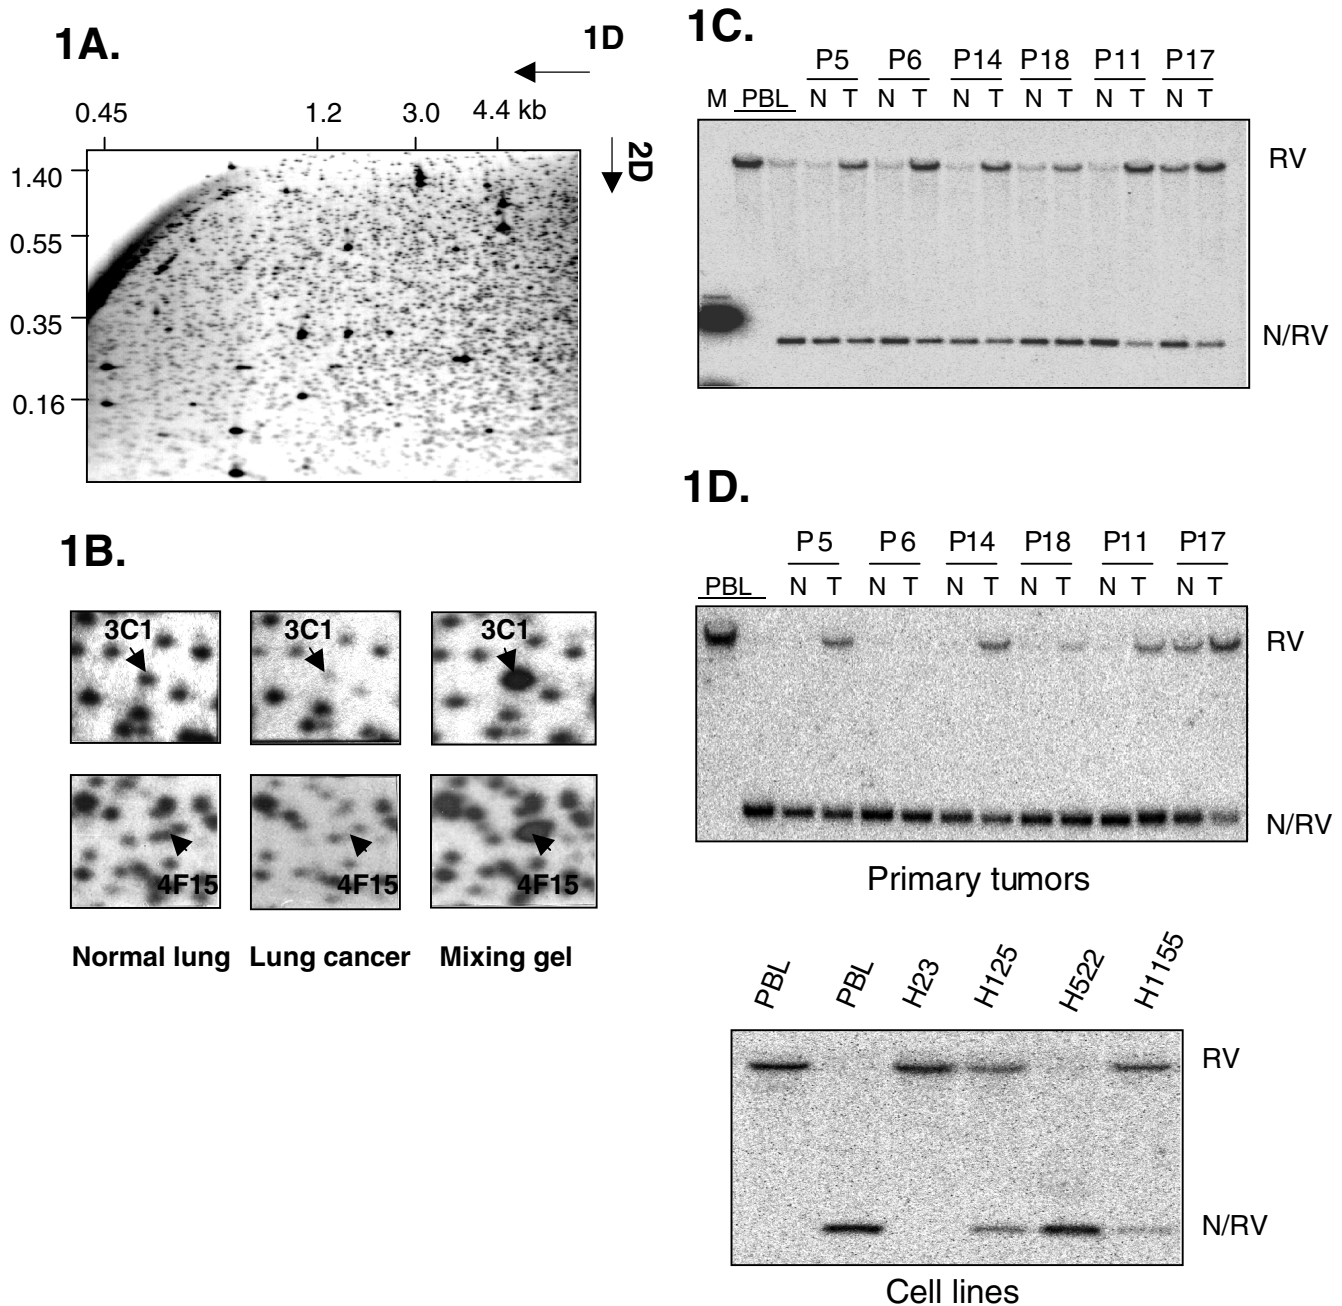 1A.
1D
0.45 1.2 3.0 4.4 kb
2D
1.40
0.55
0.35
0.16
1B.
3C1 3C1 3C1
4F15 4F15 4F15
Normal lung Lung cancer Mixing gel
1C.
P5 P6 P14 P18 P11 P17
M PBL N T N T N T N T N T N T
RV
N/RV
1D.
P5 P6 P14 P18 P11 P17
PBL N T N T N T N T N T N T
RV
N/RV
Primary tumors
PBL PBL H23 H125 H522 H1155
RV
N/RV
Cell lines